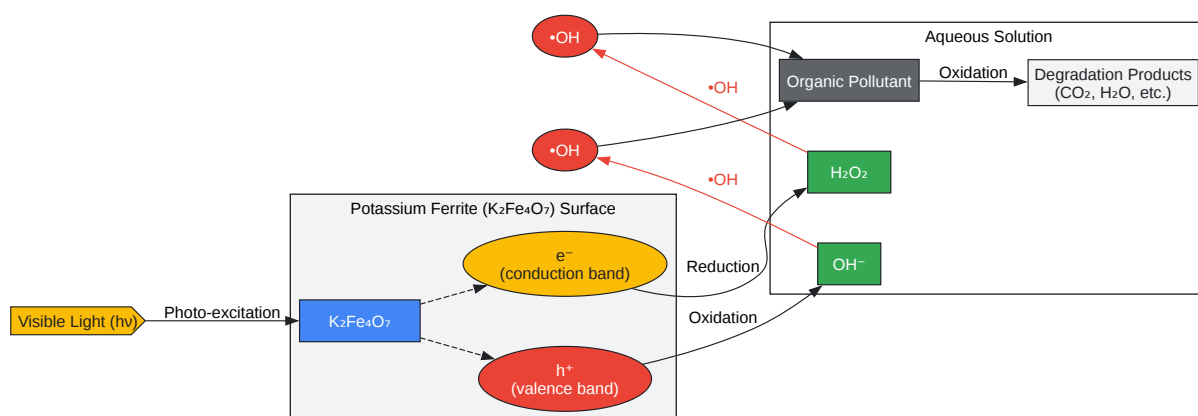 •OH
Aqueous Solution
Organic Pollutant
Oxidation
Degradation Products
(CO₂, H₂O, etc.)
•OH
•OH
H₂O₂
•OH
Potassium Ferrite (K₂Fe₄O₇) Surface
e⁻
(conduction band)
Reduction
OH⁻
Visible Light (hν)
Photo-excitation
K₂Fe₄O₇
Oxidation
h⁺
(valence band)